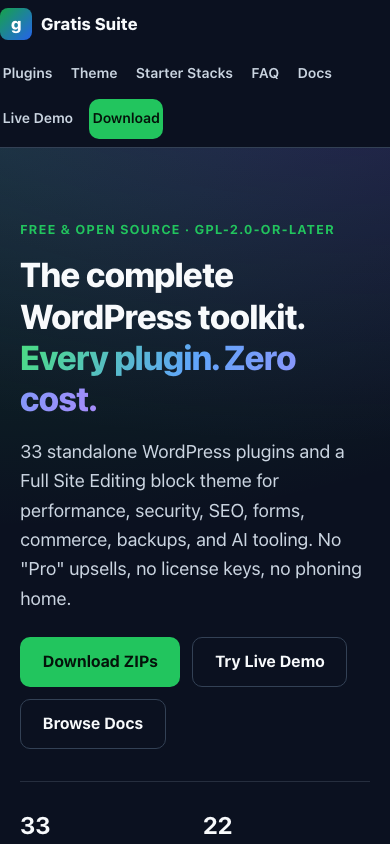 g Gratis Suite
Plugins Theme Starter Stacks FAQ Docs
Live Demo Download
FREE & OPEN SOURCE · GPL-2.0-OR-LATER
The complete
WordPress toolkit.
Every plugin. Zero
cost.
33 standalone WordPress plugins and a
Full Site Editing block theme for
performance, security, SEO, forms,
commerce, backups, and AI tooling. No
"Pro" upsells, no license keys, no phoning
home.
Download ZIPs Try Live Demo
Browse Docs
33 22